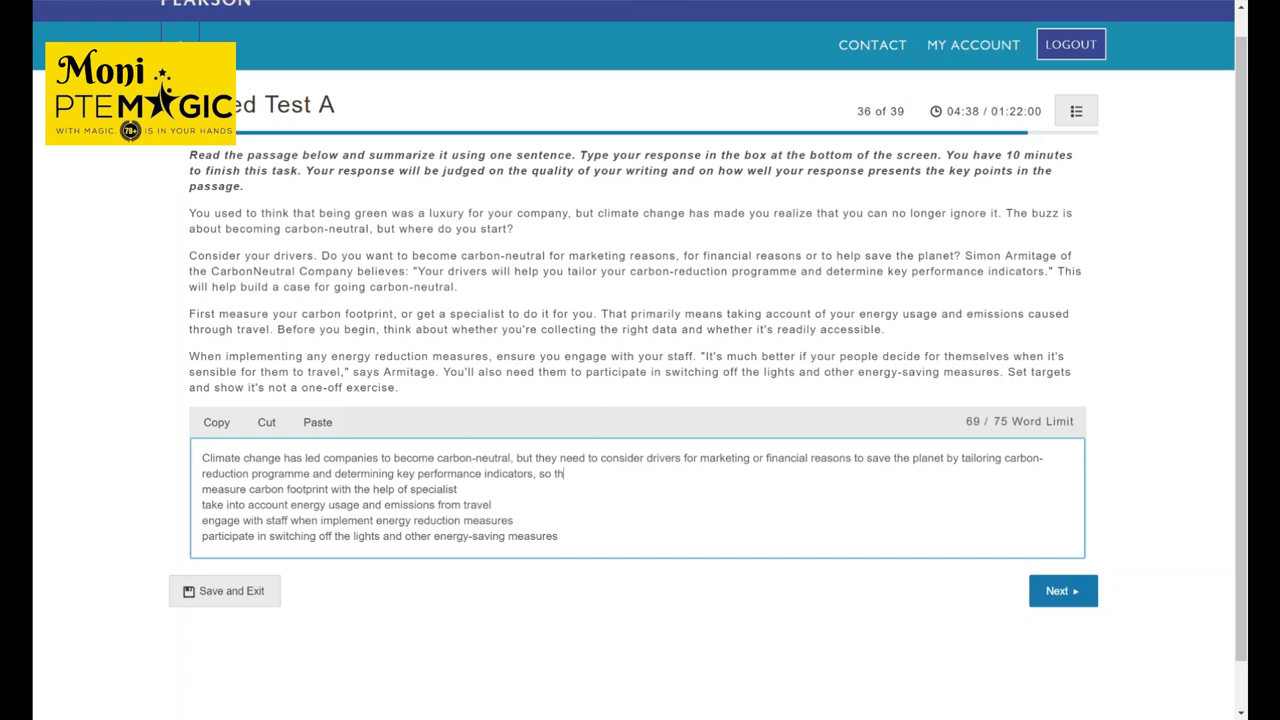 PEARSON
CONTACT
MY ACCOUNT
LOGOUT
Moni
PTEMAGIC
WITH MAGIC, 79+ IS IN YOUR HANDS
ed Test A
36 of 39
04:38 / 01:22:00
Read the passage below and summarize it using one sentence. Type your response in the box at the bottom of the screen. You have 10 minutes
to finish this task. Your response will be judged on the quality of your writing and on how well your response presents the key points in the
passage.
You used to think that being green was a luxury for your company, but climate change has made you realize that you can no longer ignore it. The buzz is
about becoming carbon-neutral, but where do you start?
Consider your drivers. Do you want to become carbon-neutral for marketing reasons, for financial reasons or to help save the planet? Simon Armitage of
the CarbonNeutral Company believes: "Your drivers will help you tailor your carbon-reduction programme and determine key performance indicators." This
will help build a case for going carbon-neutral.
First measure your carbon footprint, or get a specialist to do it for you. That primarily means taking account of your energy usage and emissions caused
through travel. Before you begin, think about whether you're collecting the right data and whether it's readily accessible.
When implementing any energy reduction measures, ensure you engage with your staff. "It's much better if your people decide for themselves when it's
sensible for them to travel," says Armitage. You'll also need them to participate in switching off the lights and other energy-saving measures. Set targets
and show it's not a one-off exercise.
Copy
Cut
Paste
69 / 75 Word Limit
Climate change has led companies to become carbon-neutral, but they need to consider drivers for marketing or financial reasons to save the planet by tailoring carbon-
reduction programme and determining key performance indicators, so th
measure carbon footprint with the help of specialist
take into account energy usage and emissions from travel
engage with staff when implement energy reduction measures
participate in switching off the lights and other energy-saving measures
Save and Exit
Next